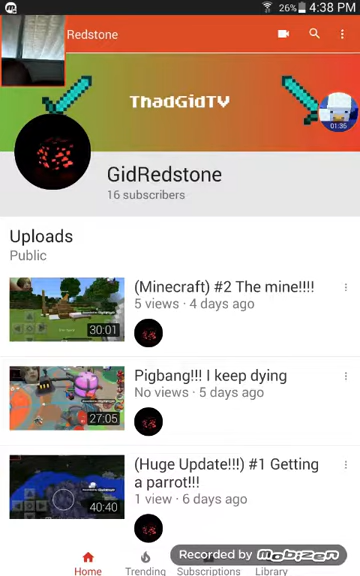 26% 4:38 PM
Redstone
ThadGidTV
01:35
GidRedstone
16 subscribers
Uploads
Public
(Minecraft) #2 The mine!!!!
5 views · 4 days ago
30:01
Pigbang!!! I keep dying
No views · 5 days ago
27:05
(Huge Update!!!) #1 Getting
a parrot!!!
1 view · 6 days ago
40:40
Recorded by Mobizen
Home Trending Subscriptions Library